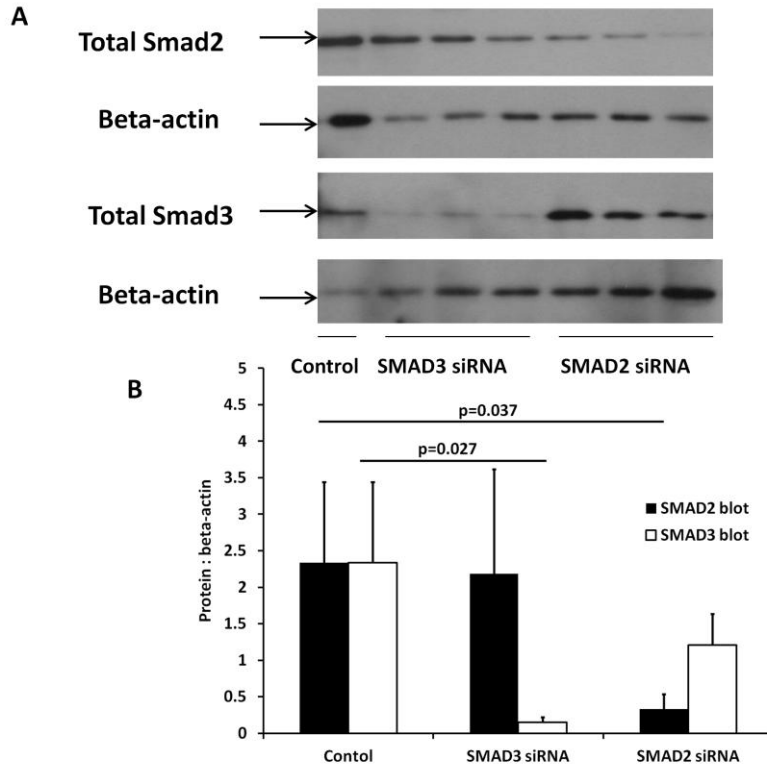 A
Total Smad2
Beta-actin
Total Smad3
Beta-actin
Control SMAD3 siRNA SMAD2 siRNA
B
5
4.5
4
3.5
3
2.5
2
1.5
1
0.5
0
Protein : beta-actin
p=0.037
p=0.027
SMAD2 blot
SMAD3 blot
Contol SMAD3 siRNA SMAD2 siRNA